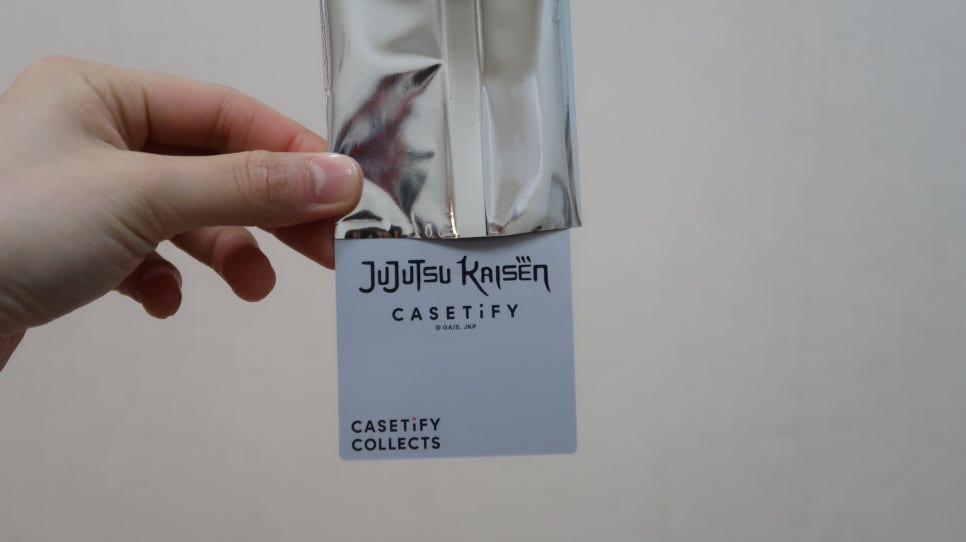 JUJUTSU KAISEN
CASETiFY
© GA/S, JKP
CASETiFY
COLLECTS